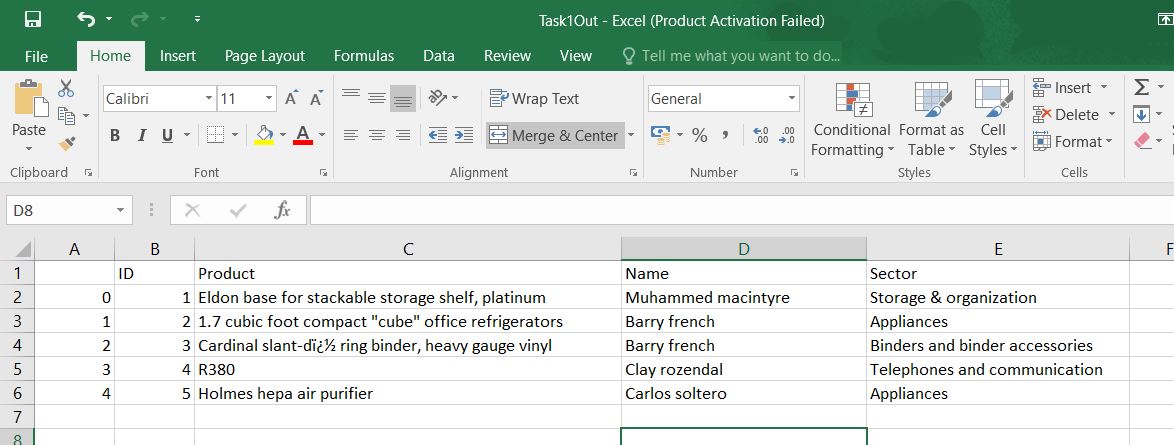 Task1Out - Excel (Product Activation Failed)
File Home Insert Page Layout Formulas Data Review View Tell me what you want to do...
Paste
Calibri 11 A A
B I U A
Wrap Text
Merge & Center
General
% , .0 .00 .00 .0
Conditional Formatting
Format as Table
Cell Styles
Insert
Delete
Format
Σ
Clipboard Font Alignment Number Styles Cells
D8 fx
A B C D E F
1 ID Product Name Sector
2 0 1 Eldon base for stackable storage shelf, platinum Muhammed macintyre Storage & organization
3 1 2 1.7 cubic foot compact "cube" office refrigerators Barry french Appliances
4 2 3 Cardinal slant-dï¿½ ring binder, heavy gauge vinyl Barry french Binders and binder accessories
5 3 4 R380 Clay rozendal Telephones and communication
6 4 5 Holmes hepa air purifier Carlos soltero Appliances
7
8